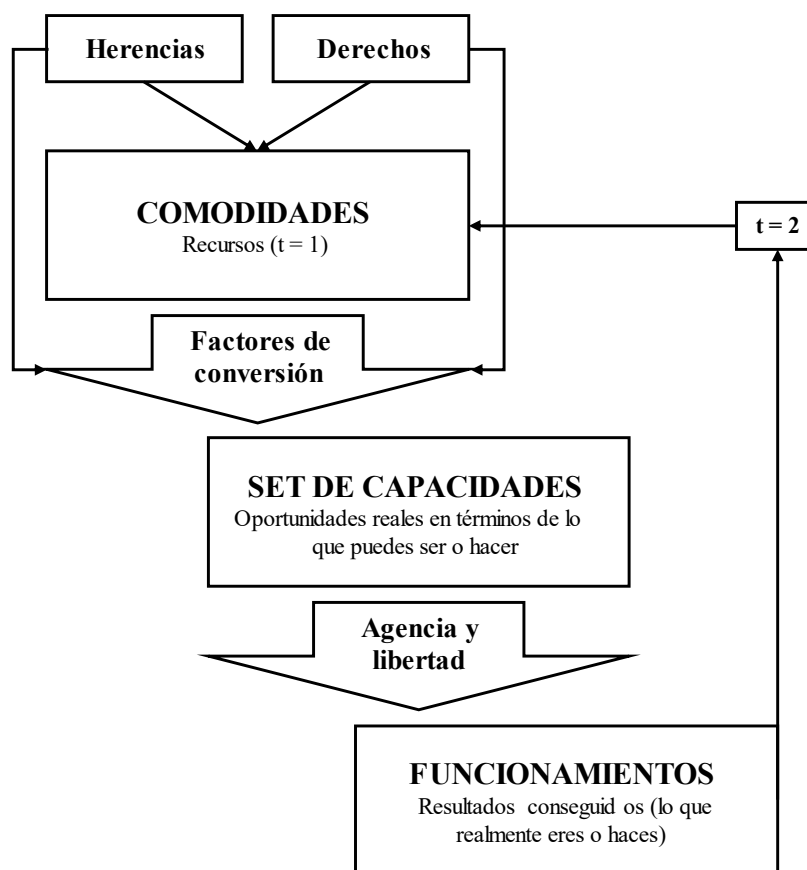 Herencias
Derechos
COMODIDADES
Recursos (t = 1)
t = 2
Factores de
conversión
SET DE CAPACIDADES
Oportunidades reales en términos de lo
que puedes ser o hacer
Agencia y
libertad
FUNCIONAMIENTOS
Resultados conseguid os (lo que
realmente eres o haces)